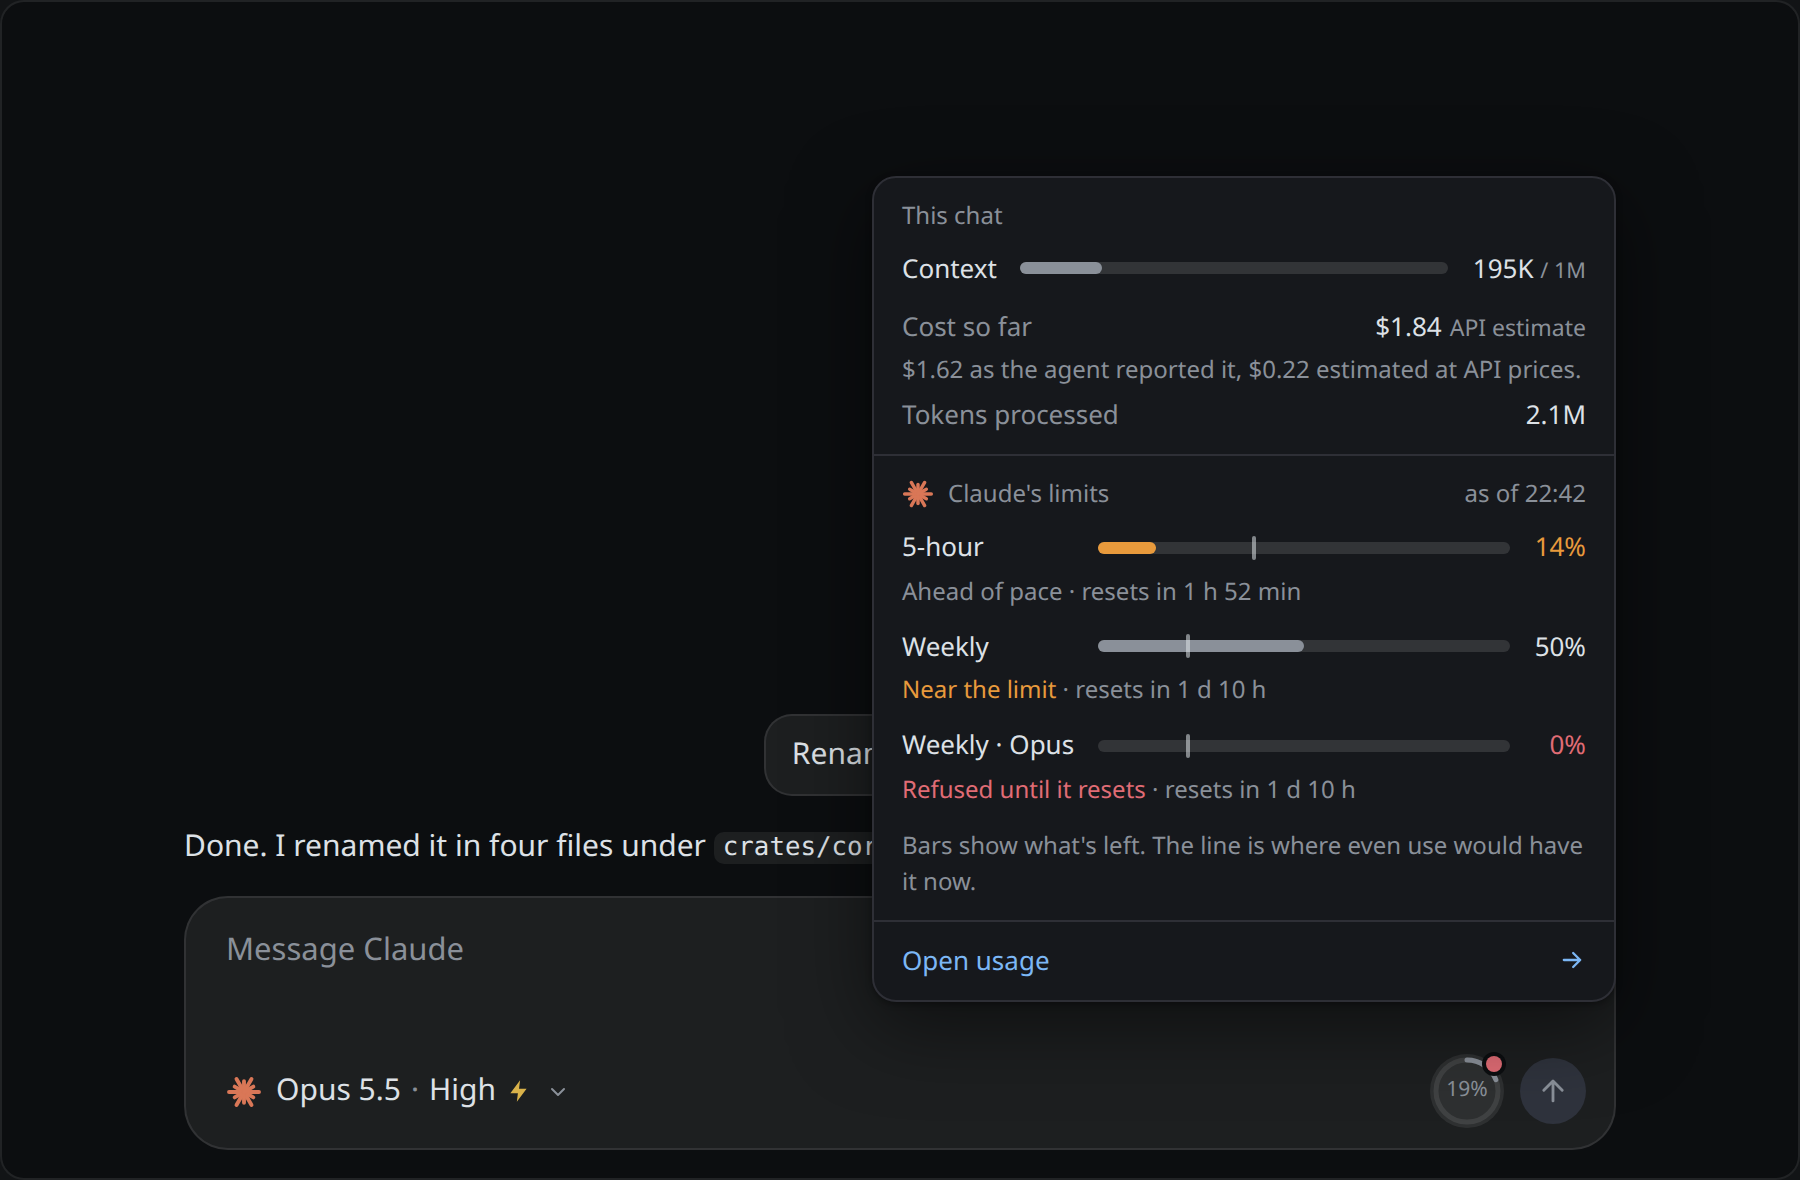 This chat
Context 195K / 1M
Cost so far $1.84 API estimate
$1.62 as the agent reported it, $0.22 estimated at API prices.
Tokens processed 2.1M
Claude's limits as of 22:42
5-hour 14%
Ahead of pace · resets in 1 h 52 min
Weekly 50%
Near the limit · resets in 1 d 10 h
Weekly · Opus 0%
Refused until it resets · resets in 1 d 10 h
Bars show what's left. The line is where even use would have
it now.
Open usage
Done. I renamed it in four files under
Message Claude
Opus 5.5 · High
19%